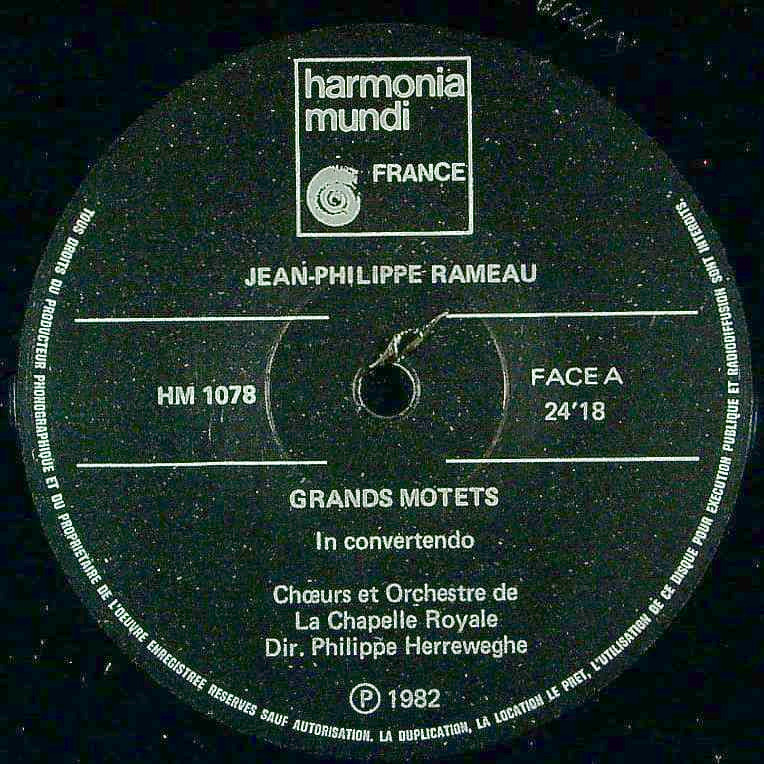 harmonia
mundi
FRANCE
JEAN-PHILIPPE RAMEAU
HM 1078
FACE A
24'18
GRANDS MOTETS
In convertendo
Chœurs et Orchestre de
La Chapelle Royale
Dir. Philippe Herreweghe
Ⓟ 1982
TOUS DROITS DU PRODUCTEUR PHONOGRAPHIQUE ET DU PROPRIETAIRE DE L'OEUVRE ENREGISTREE RESERVES SAUF AUTORISATION. LA DUPLICATION, LA LOCATION LE PRET, L'UTILISATION DE CE DISQUE POUR EXECUTION PUBLIQUE ET RADIODIFFUSION SONT INTERDITS.